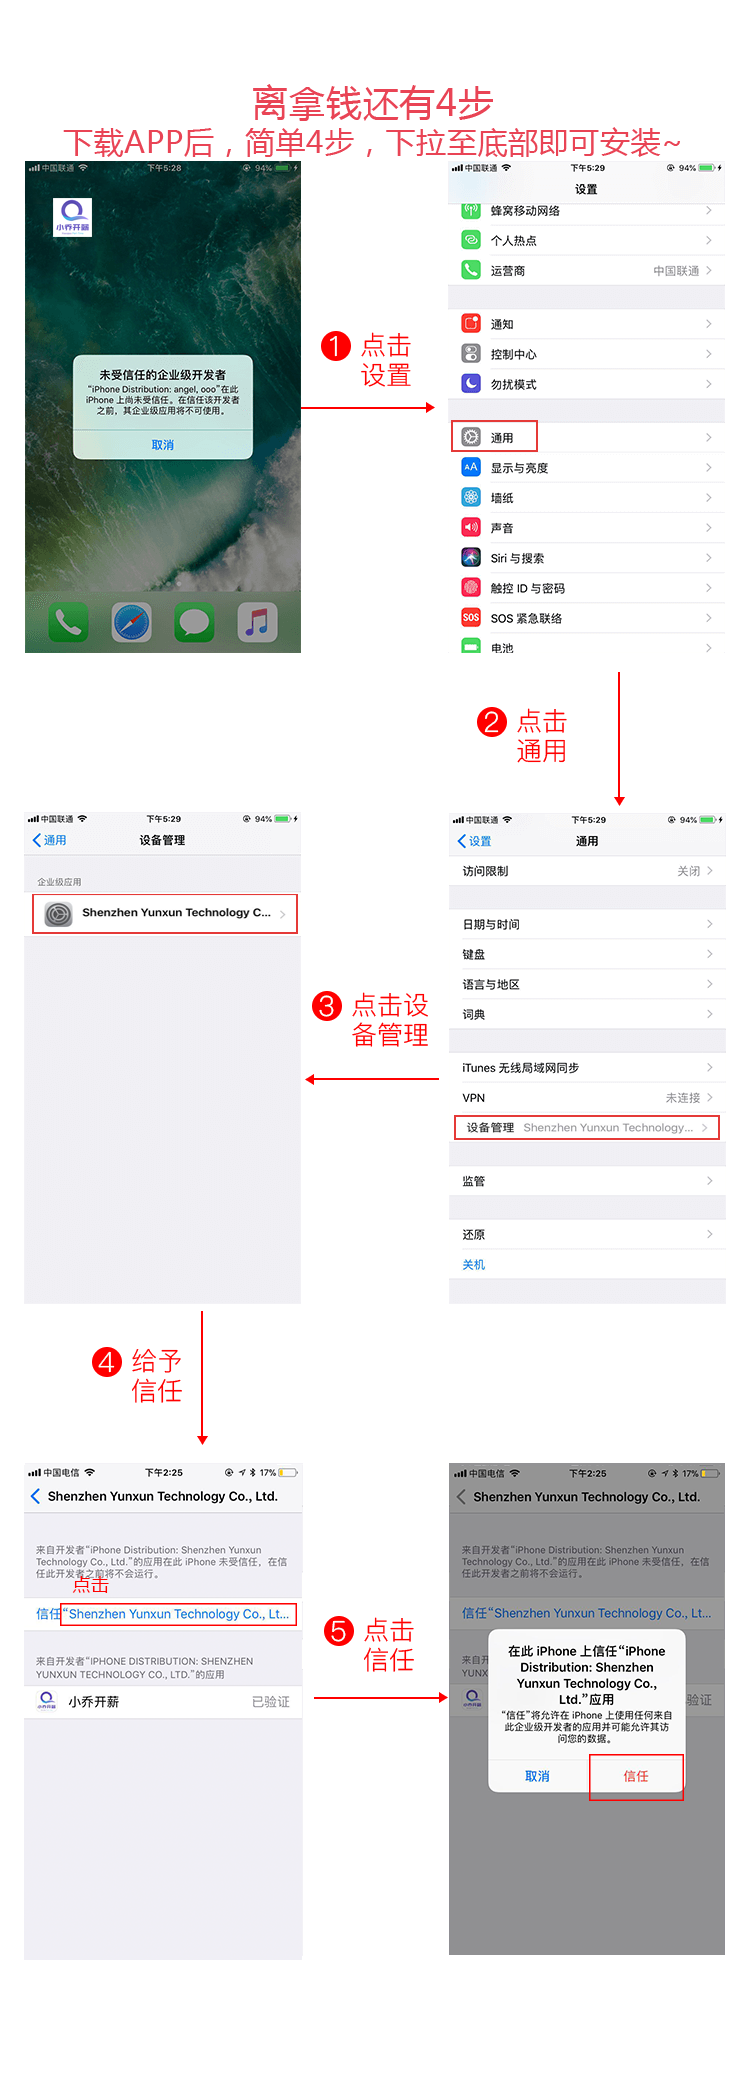 离拿钱还有4步
下载APP后，简单4步，下拉至底部即可安装~
中国联通
下午5:28
94%
小乔开薪
未受信任的企业级开发者
“iPhone Distribution: angel, ooo”在此
iPhone 上尚未受信任。在信任该开发者
之前，其企业级应用将不可使用。
取消
1 点击
设置
中国联通
下午5:29
94%
设置
蜂窝移动网络
个人热点
运营商 中国联通
通知
控制中心
勿扰模式
通用
AA 显示与亮度
墙纸
声音
Siri 与搜索
触控 ID 与密码
SOS SOS 紧急联络
电池
2 点击
通用
中国联通
下午5:29
94%
设置
通用
访问限制 关闭
日期与时间
键盘
语言与地区
词典
iTunes 无线局域网同步
VPN 未连接
设备管理 Shenzhen Yunxun Technology...
监管
还原
关机
3 点击设
备管理
中国联通
下午5:29
94%
通用
设备管理
企业级应用
Shenzhen Yunxun Technology C...
4 给予
信任
中国电信
下午2:25
17%
Shenzhen Yunxun Technology Co., Ltd.
来自开发者“iPhone Distribution: Shenzhen Yunxun
Technology Co., Ltd.”的应用在此 iPhone 未受信任，在信
任此开发者之前将不会运行。
点击
信任“Shenzhen Yunxun Technology Co., Lt...
来自开发者“IPHONE DISTRIBUTION: SHENZHEN
YUNXUN TECHNOLOGY CO., LTD.”的应用
小乔开薪
小乔开薪 已验证
5 点击
信任
中国电信
下午2:25
17%
Shenzhen Yunxun Technology Co., Ltd.
来自开发者“iPhone Distribution: Shenzhen Yunxun
Technology Co., Ltd.”的应用在此 iPhone 未受信任，在信
任此开发者之前将不会运行。
信任“Shenzhen Yunxun Technology Co., Lt...
来自开
YUNX
小乔开薪
验证
在此 iPhone 上信任“iPhone
Distribution: Shenzhen
Yunxun Technology Co.,
Ltd.”应用
“信任”将允许在 iPhone 上使用任何来自
此企业级开发者的应用并可能允许其访
问您的数据。
取消
信任